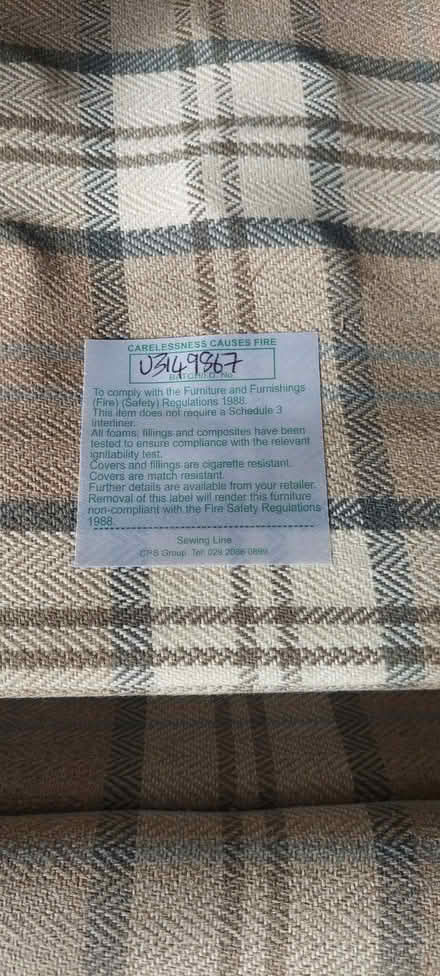 CARELESSNESS CAUSES FIRE
U3149867
BATCH/I.D. No.
To comply with the Furniture and Furnishings
(Fire) (Safety) Regulations 1988.
This item does not require a Schedule 3
interliner.
All foams, fillings and composites have been
tested to ensure compliance with the relevant
ignitability test.
Covers and fillings are cigarette resistant.
Covers are match resistant.
Further details are available from your retailer.
Removal of this label will render this furniture
non-compliant with the Fire Safety Regulations
1988.
Sewing Line
Group. Tel: 029 2086